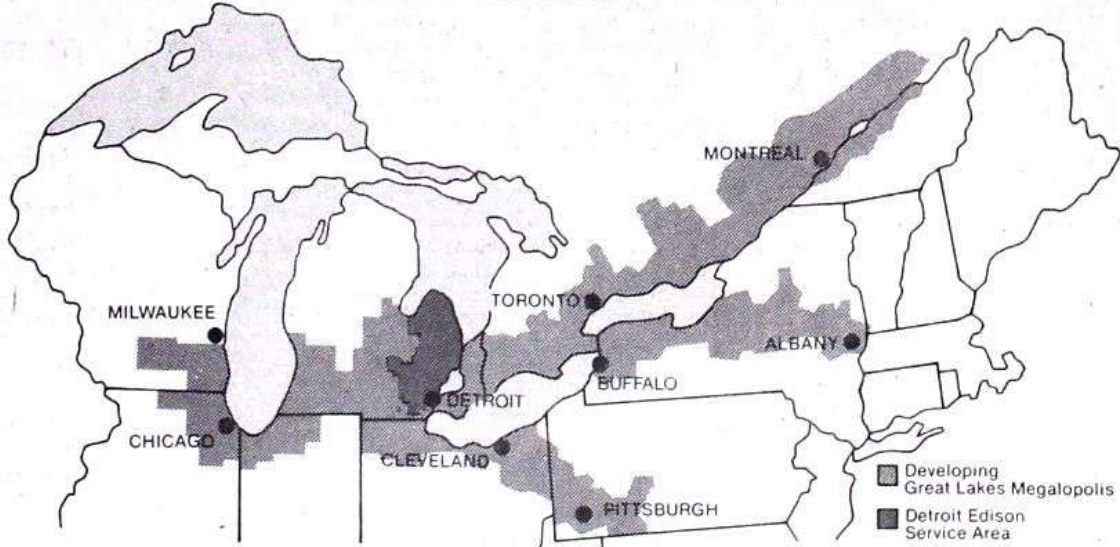 MONTREAL
TORONTO
MILWAUKEE
ALBANY
BUFFALO
DETROIT
CHICAGO
CLEVELAND
PITTSBURGH
Developing
Great Lakes Megalopolis
Detroit Edison
Service Area